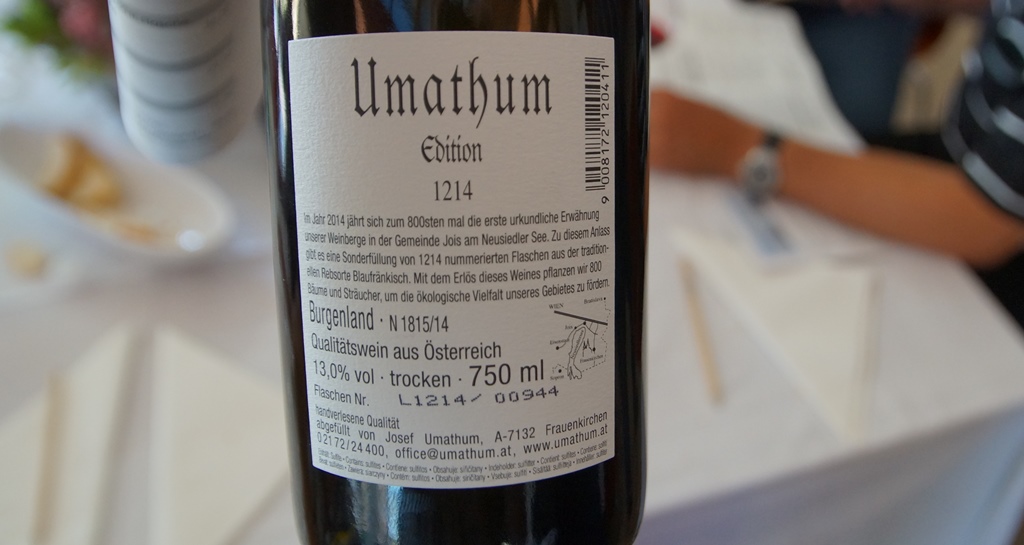 Umathum
Edition
1214
Im Jahr 2014 jährt sich zum 800sten mal die erste urkundliche Erwähnung
unserer Weinberge in der Gemeinde Jois am Neusiedler See. Zu diesem Anlass
gibt es eine Sonderfüllung von 1214 nummerierten Flaschen aus der tradition-
ellen Rebsorte Blaufränkisch. Mit dem Erlös dieses Weines pflanzen wir 800
Bäume und Sträucher, um die ökologische Vielfalt unseres Gebietes zu fördern.
Burgenland · N 1815/14
Qualitätswein aus Österreich
13,0% vol · trocken · 750 ml
Flaschen Nr. L1214/ 00944
handverlesene Qualität
abgefüllt von Josef Umathum, A-7132 Frauenkirchen
02172/24400, office@umathum.at, www.umathum.at
9 008172 120411
WIEN